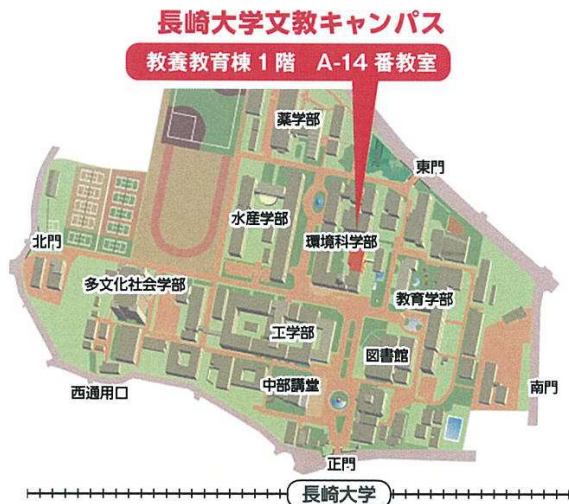 長崎大学文教キャンパス
教養教育棟1階 A-14番教室
薬学部
東門
水産学部
環境科学部
北門
多文化社会学部
教育学部
工学部
図書館
中部講堂
西通用口
南門
正門
長崎大学